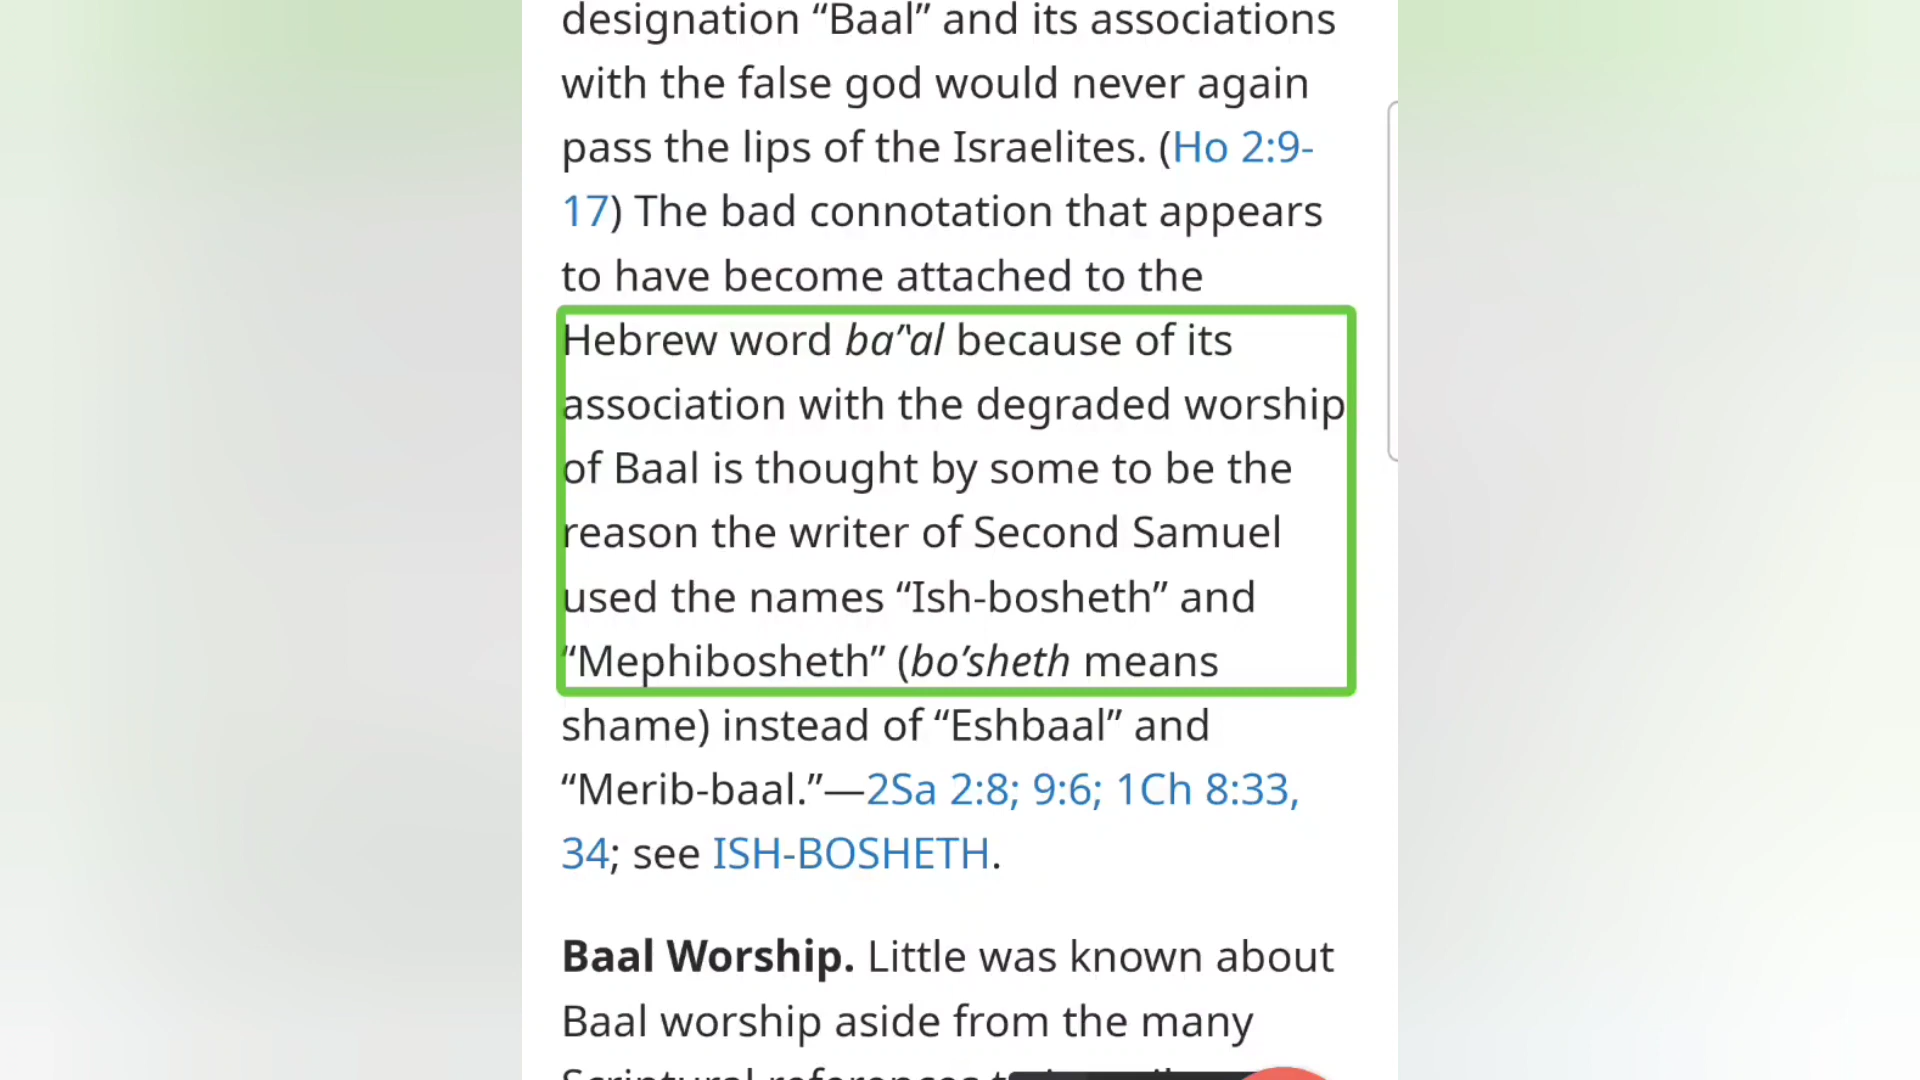 designation “Baal” and its associations
with the false god would never again
pass the lips of the Israelites. (Ho 2:9-
17) The bad connotation that appears
to have become attached to the
Hebrew word baʹʽal because of its
association with the degraded worship
of Baal is thought by some to be the
reason the writer of Second Samuel
used the names “Ish-bosheth” and
“Mephibosheth” (boʹsheth means
shame) instead of “Eshbaal” and
“Merib-baal.”—2Sa 2:8; 9:6; 1Ch 8:33,
34; see ISH-BOSHETH.
Baal Worship. Little was known about
Baal worship aside from the many
Scriptural references